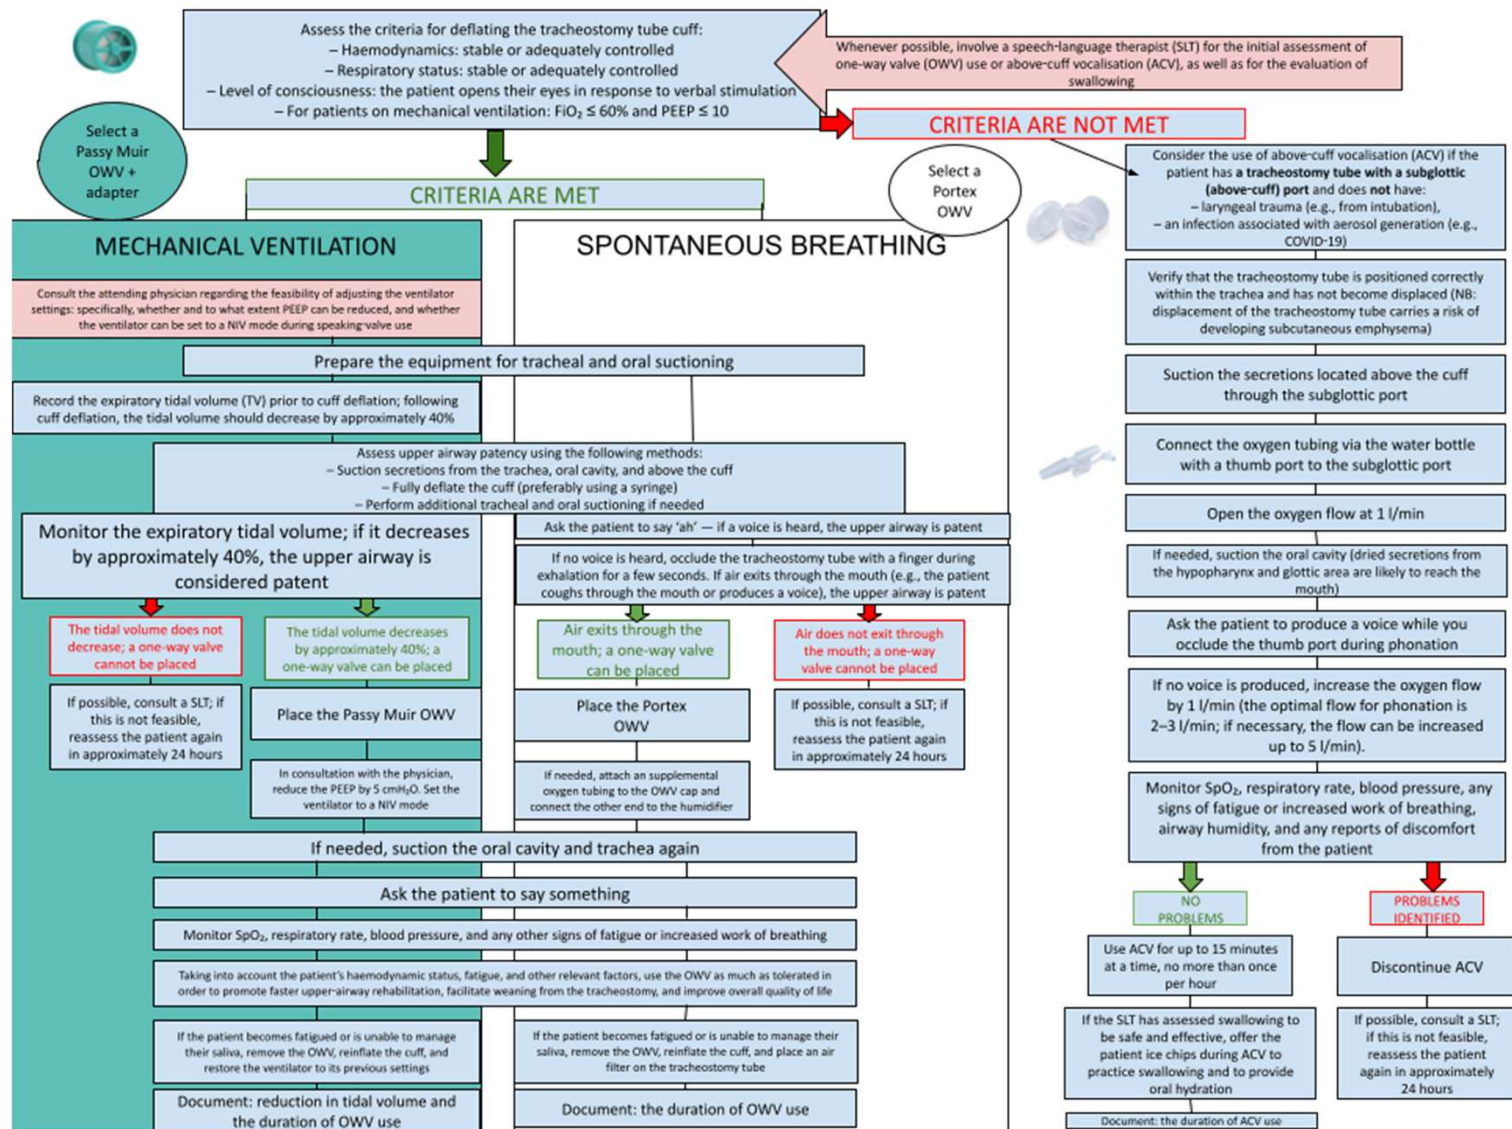 Assess the criteria for deflating the tracheostomy tube cuff:
– Haemodynamics: stable or adequately controlled
– Respiratory status: stable or adequately controlled
– Level of consciousness: the patient opens their eyes in response to verbal stimulation
– For patients on mechanical ventilation: FiO₂ ≤ 60% and PEEP ≤ 10
Whenever possible, involve a speech-language therapist (SLT) for the initial assessment of
one-way valve (OWV) use or above-cuff vocalisation (ACV), as well as for the evaluation of
swallowing
CRITERIA ARE NOT MET
Select a
Passy Muir
OWV +
adapter
CRITERIA ARE MET
Select a
Portex
OWV
MECHANICAL VENTILATION
Consult the attending physician regarding the feasibility of adjusting the ventilator
settings: specifically, whether and to what extent PEEP can be reduced, and whether
the ventilator can be set to a NIV mode during speaking-valve use
SPONTANEOUS BREATHING
Prepare the equipment for tracheal and oral suctioning
Record the expiratory tidal volume (TV) prior to cuff deflation; following
cuff deflation, the tidal volume should decrease by approximately 40%
Assess upper airway patency using the following methods:
– Suction secretions from the trachea, oral cavity, and above the cuff
– Fully deflate the cuff (preferably using a syringe)
– Perform additional tracheal and oral suctioning if needed
Monitor the expiratory tidal volume; if it decreases
by approximately 40%, the upper airway is
considered patent
Ask the patient to say ‘ah’ — if a voice is heard, the upper airway is patent
If no voice is heard, occlude the tracheostomy tube with a finger during
exhalation for a few seconds. If air exits through the mouth (e.g., the patient
coughs through the mouth or produces a voice), the upper airway is patent
The tidal volume does not
decrease; a one-way valve
cannot be placed
The tidal volume decreases
by approximately 40%; a
one-way valve can be placed
Air exits through the
mouth; a one-way valve
can be placed
Air does not exit through
the mouth; a one-way
valve cannot be placed
If possible, consult a SLT; if
this is not feasible,
reassess the patient again
in approximately 24 hours
Place the Passy Muir OWV
Place the Portex
OWV
If possible, consult a SLT; if
this is not feasible,
reassess the patient again
in approximately 24 hours
In consultation with the physician,
reduce the PEEP by 5 cmH₂O. Set the
ventilator to a NIV mode
If needed, attach an supplemental
oxygen tubing to the OWV cap and
connect the other end to the humidifier
If needed, suction the oral cavity and trachea again
Ask the patient to say something
Monitor SpO₂, respiratory rate, blood pressure, and any other signs of fatigue or increased work of breathing
Taking into account the patient’s haemodynamic status, fatigue, and other relevant factors, use the OWV as much as tolerated in
order to promote faster upper-airway rehabilitation, facilitate weaning from the tracheostomy, and improve overall quality of life
If the patient becomes fatigued or is unable to manage
their saliva, remove the OWV, reinflate the cuff, and
restore the ventilator to its previous settings
If the patient becomes fatigued or is unable to manage their
saliva, remove the OWV, reinflate the cuff, and place an air
filter on the tracheostomy tube
Document: reduction in tidal volume and
the duration of OWV use
Document: the duration of OWV use
Consider the use of above-cuff vocalisation (ACV) if the
patient has a tracheostomy tube with a subglottic
(above-cuff) port and does not have:
– laryngeal trauma (e.g., from intubation),
– an infection associated with aerosol generation (e.g.,
COVID-19)
Verify that the tracheostomy tube is positioned correctly
within the trachea and has not become displaced (NB:
displacement of the tracheostomy tube carries a risk of
developing subcutaneous emphysema)
Suction the secretions located above the cuff
through the subglottic port
Connect the oxygen tubing via the water bottle
with a thumb port to the subglottic port
Open the oxygen flow at 1 l/min
If needed, suction the oral cavity (dried secretions from
the hypopharynx and glottic area are likely to reach the
mouth)
Ask the patient to produce a voice while you
occlude the thumb port during phonation
If no voice is produced, increase the oxygen flow
by 1 l/min (the optimal flow for phonation is
2–3 l/min; if necessary, the flow can be increased
up to 5 l/min).
Monitor SpO₂, respiratory rate, blood pressure, any
signs of fatigue or increased work of breathing,
airway humidity, and any reports of discomfort
from the patient
NO
PROBLEMS
PROBLEMS
IDENTIFIED
Use ACV for up to 15 minutes
at a time, no more than once
per hour
Discontinue ACV
If the SLT has assessed swallowing to
be safe and effective, offer the
patient ice chips during ACV to
practice swallowing and to provide
oral hydration
If possible, consult a SLT;
if this is not feasible,
reassess the patient
again in approximately
24 hours
Document: the duration of ACV use